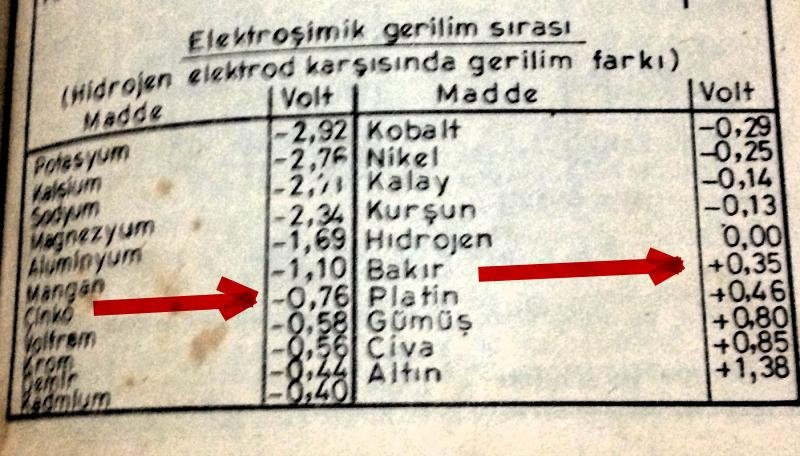 Elektroşimik gerilim sırası
(Hidrojen elektrod karşısında gerilim farkı)
Madde Volt Madde Volt
Potasyum -2,92 Kobalt -0,29
Kalsium -2,76 Nikel -0,25
Sodyum -2,71 Kalay -0,14
Magnezyum -2,34 Kurşun -0,13
Aluminyum -1,69 Hidrojen 0,00
Mangan -1,10 Bakır +0,35
Çinko -0,76 Platin +0,46
Volfrem -0,58 Gümüş +0,80
Krom -0,56 Civa +0,85
Demir -0,44 Altın +1,38
Kadmium -0,40